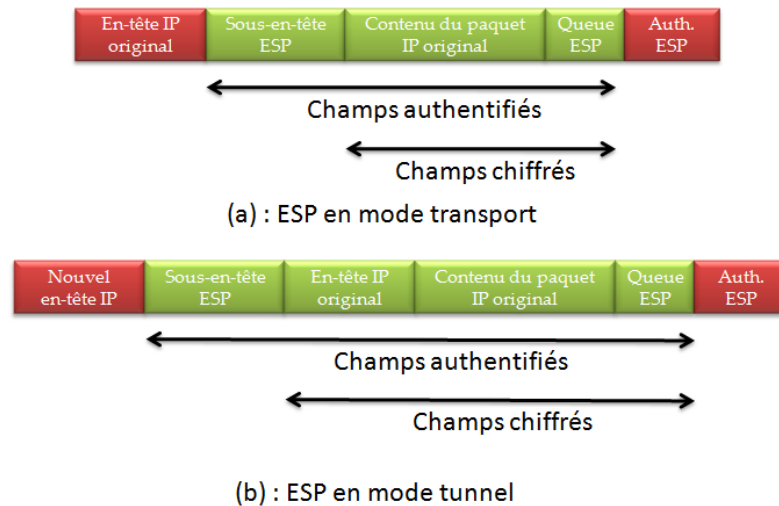 En-tête IP original
Sous-en-tête ESP
Contenu du paquet IP original
Queue ESP
Auth. ESP
Champs authentifiés
Champs chiffrés
(a) : ESP en mode transport
Nouvel en-tête IP
Sous-en-tête ESP
En-tête IP original
Contenu du paquet IP original
Queue ESP
Auth. ESP
Champs authentifiés
Champs chiffrés
(b) : ESP en mode tunnel